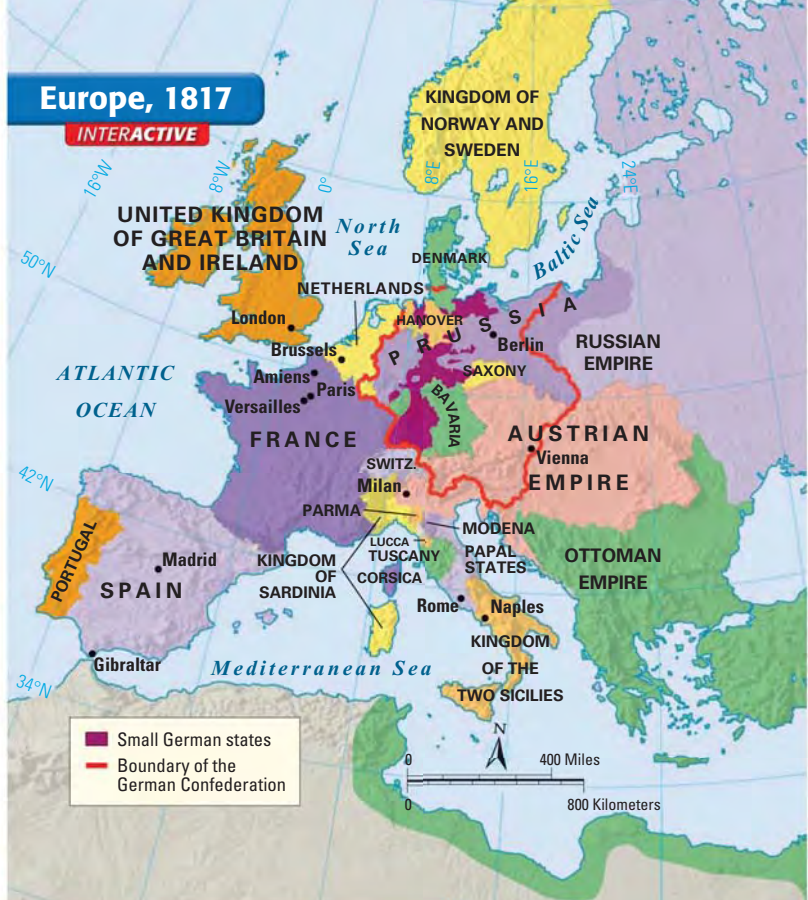 Europe, 1817
INTERACTIVE
KINGDOM OF
NORWAY AND
SWEDEN
16°W
8°W
0°
8°E
16°E
24°E
UNITED KINGDOM
OF GREAT BRITAIN
AND IRELAND
North
Sea
Baltic Sea
DENMARK
50°N
NETHERLANDS
HANOVER
PRUSSIA
London
Berlin
RUSSIAN
EMPIRE
Brussels
SAXONY
ATLANTIC
OCEAN
Amiens
Paris
Versailles
BAVARIA
FRANCE
AUSTRIAN
EMPIRE
Vienna
SWITZ.
42°N
Milan
PARMA
MODENA
PORTUGAL
Madrid
SPAIN
KINGDOM
OF
SARDINIA
LUCCA
TUSCANY
PAPAL
STATES
OTTOMAN
EMPIRE
CORSICA
Rome
Naples
KINGDOM
OF THE
TWO SICILIES
Gibraltar
Mediterranean Sea
34°N
Small German states
Boundary of the
German Confederation
N
0
400 Miles
0
800 Kilometers